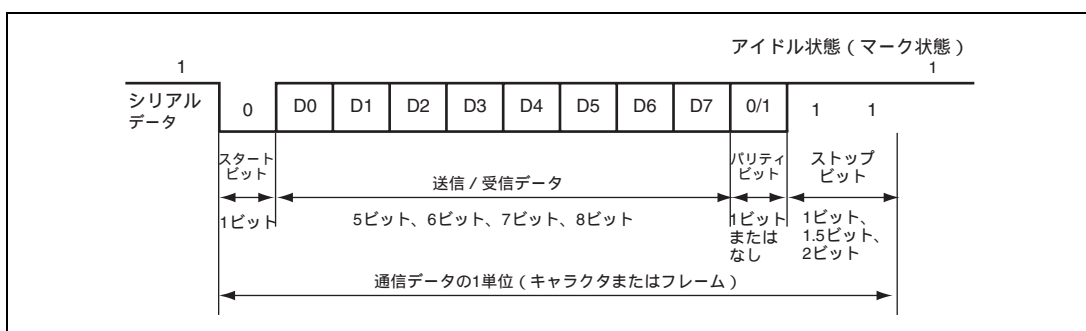 アイドル状態(マーク状態)
1 1
シリアル
データ
0 D0 D1 D2 D3 D4 D5 D6 D7 0/1 1 1
スタート
ビット
送信/受信データ
パリティ
ビット
ストップ
ビット
1ビット
5ビット、6ビット、7ビット、8ビット
1ビット
または
なし
1ビット、
1.5ビット、
2ビット
通信データの1単位(キャラクタまたはフレーム)